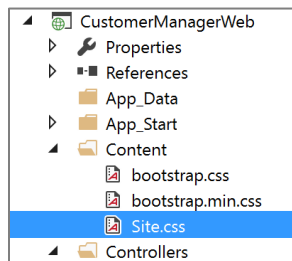 CustomerManagerWeb
Properties
References
App_Data
App_Start
Content
bootstrap.css
bootstrap.min.css
Site.css
Controllers